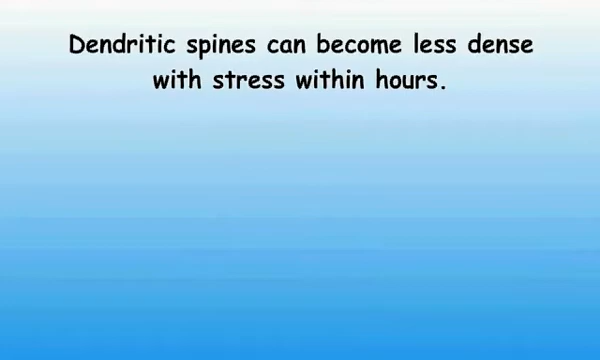 Dendritic spines can become less dense
with stress within hours.